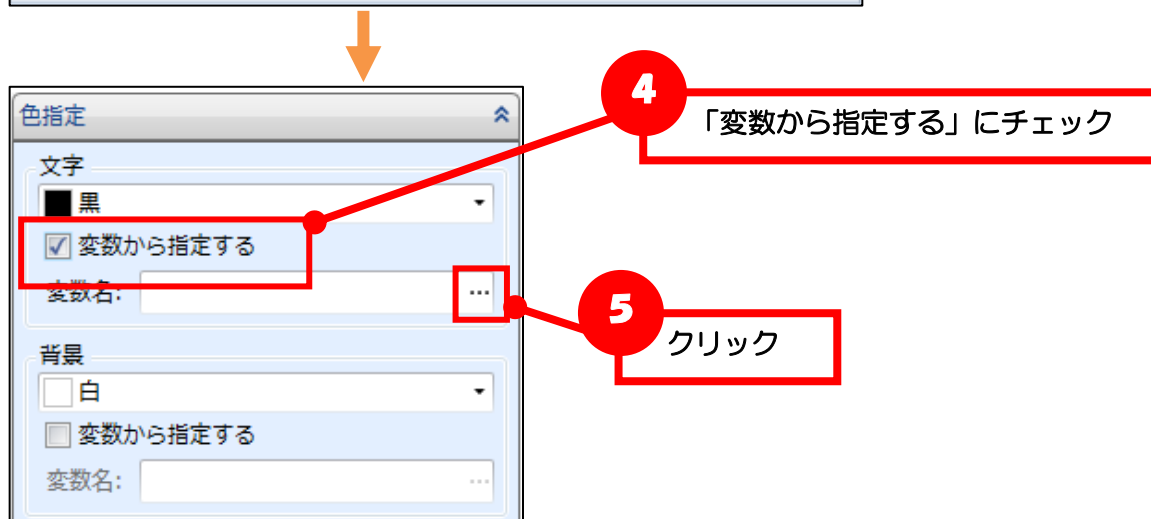 色指定
文字
黒
変数から指定する
変数名:
...
背景
白
変数から指定する
変数名:
...
4
「変数から指定する」にチェック
5
クリック